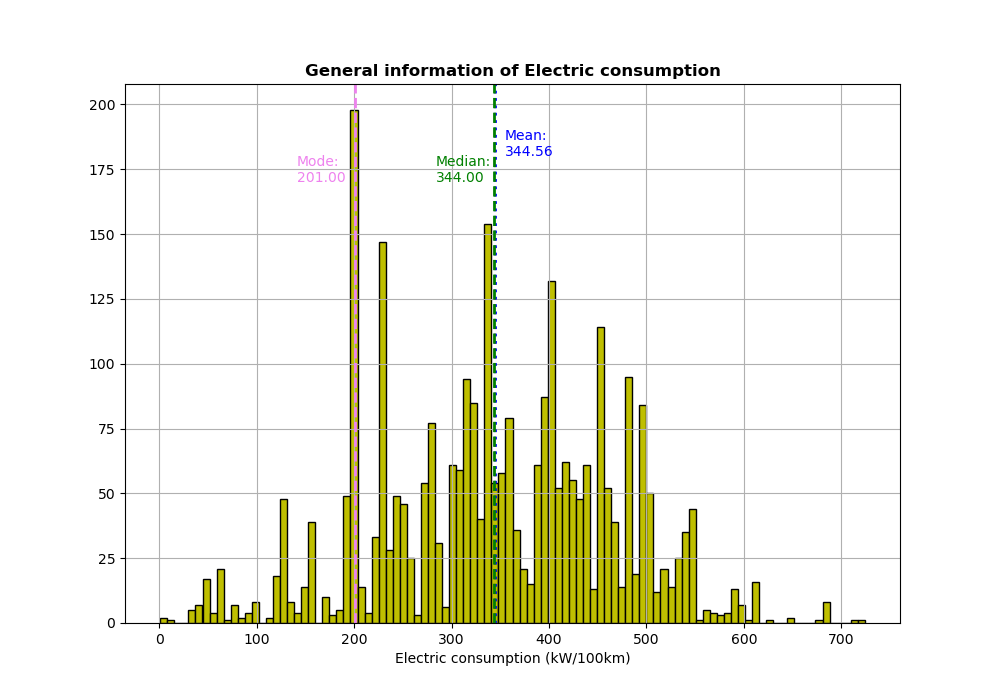 General information of Electric consumption
200
175
150
125
100
75
50
25
0
Mode:
201.00
Median:
344.00
Mean:
344.56
0 100 200 300 400 500 600 700
Electric consumption (kW/100km)